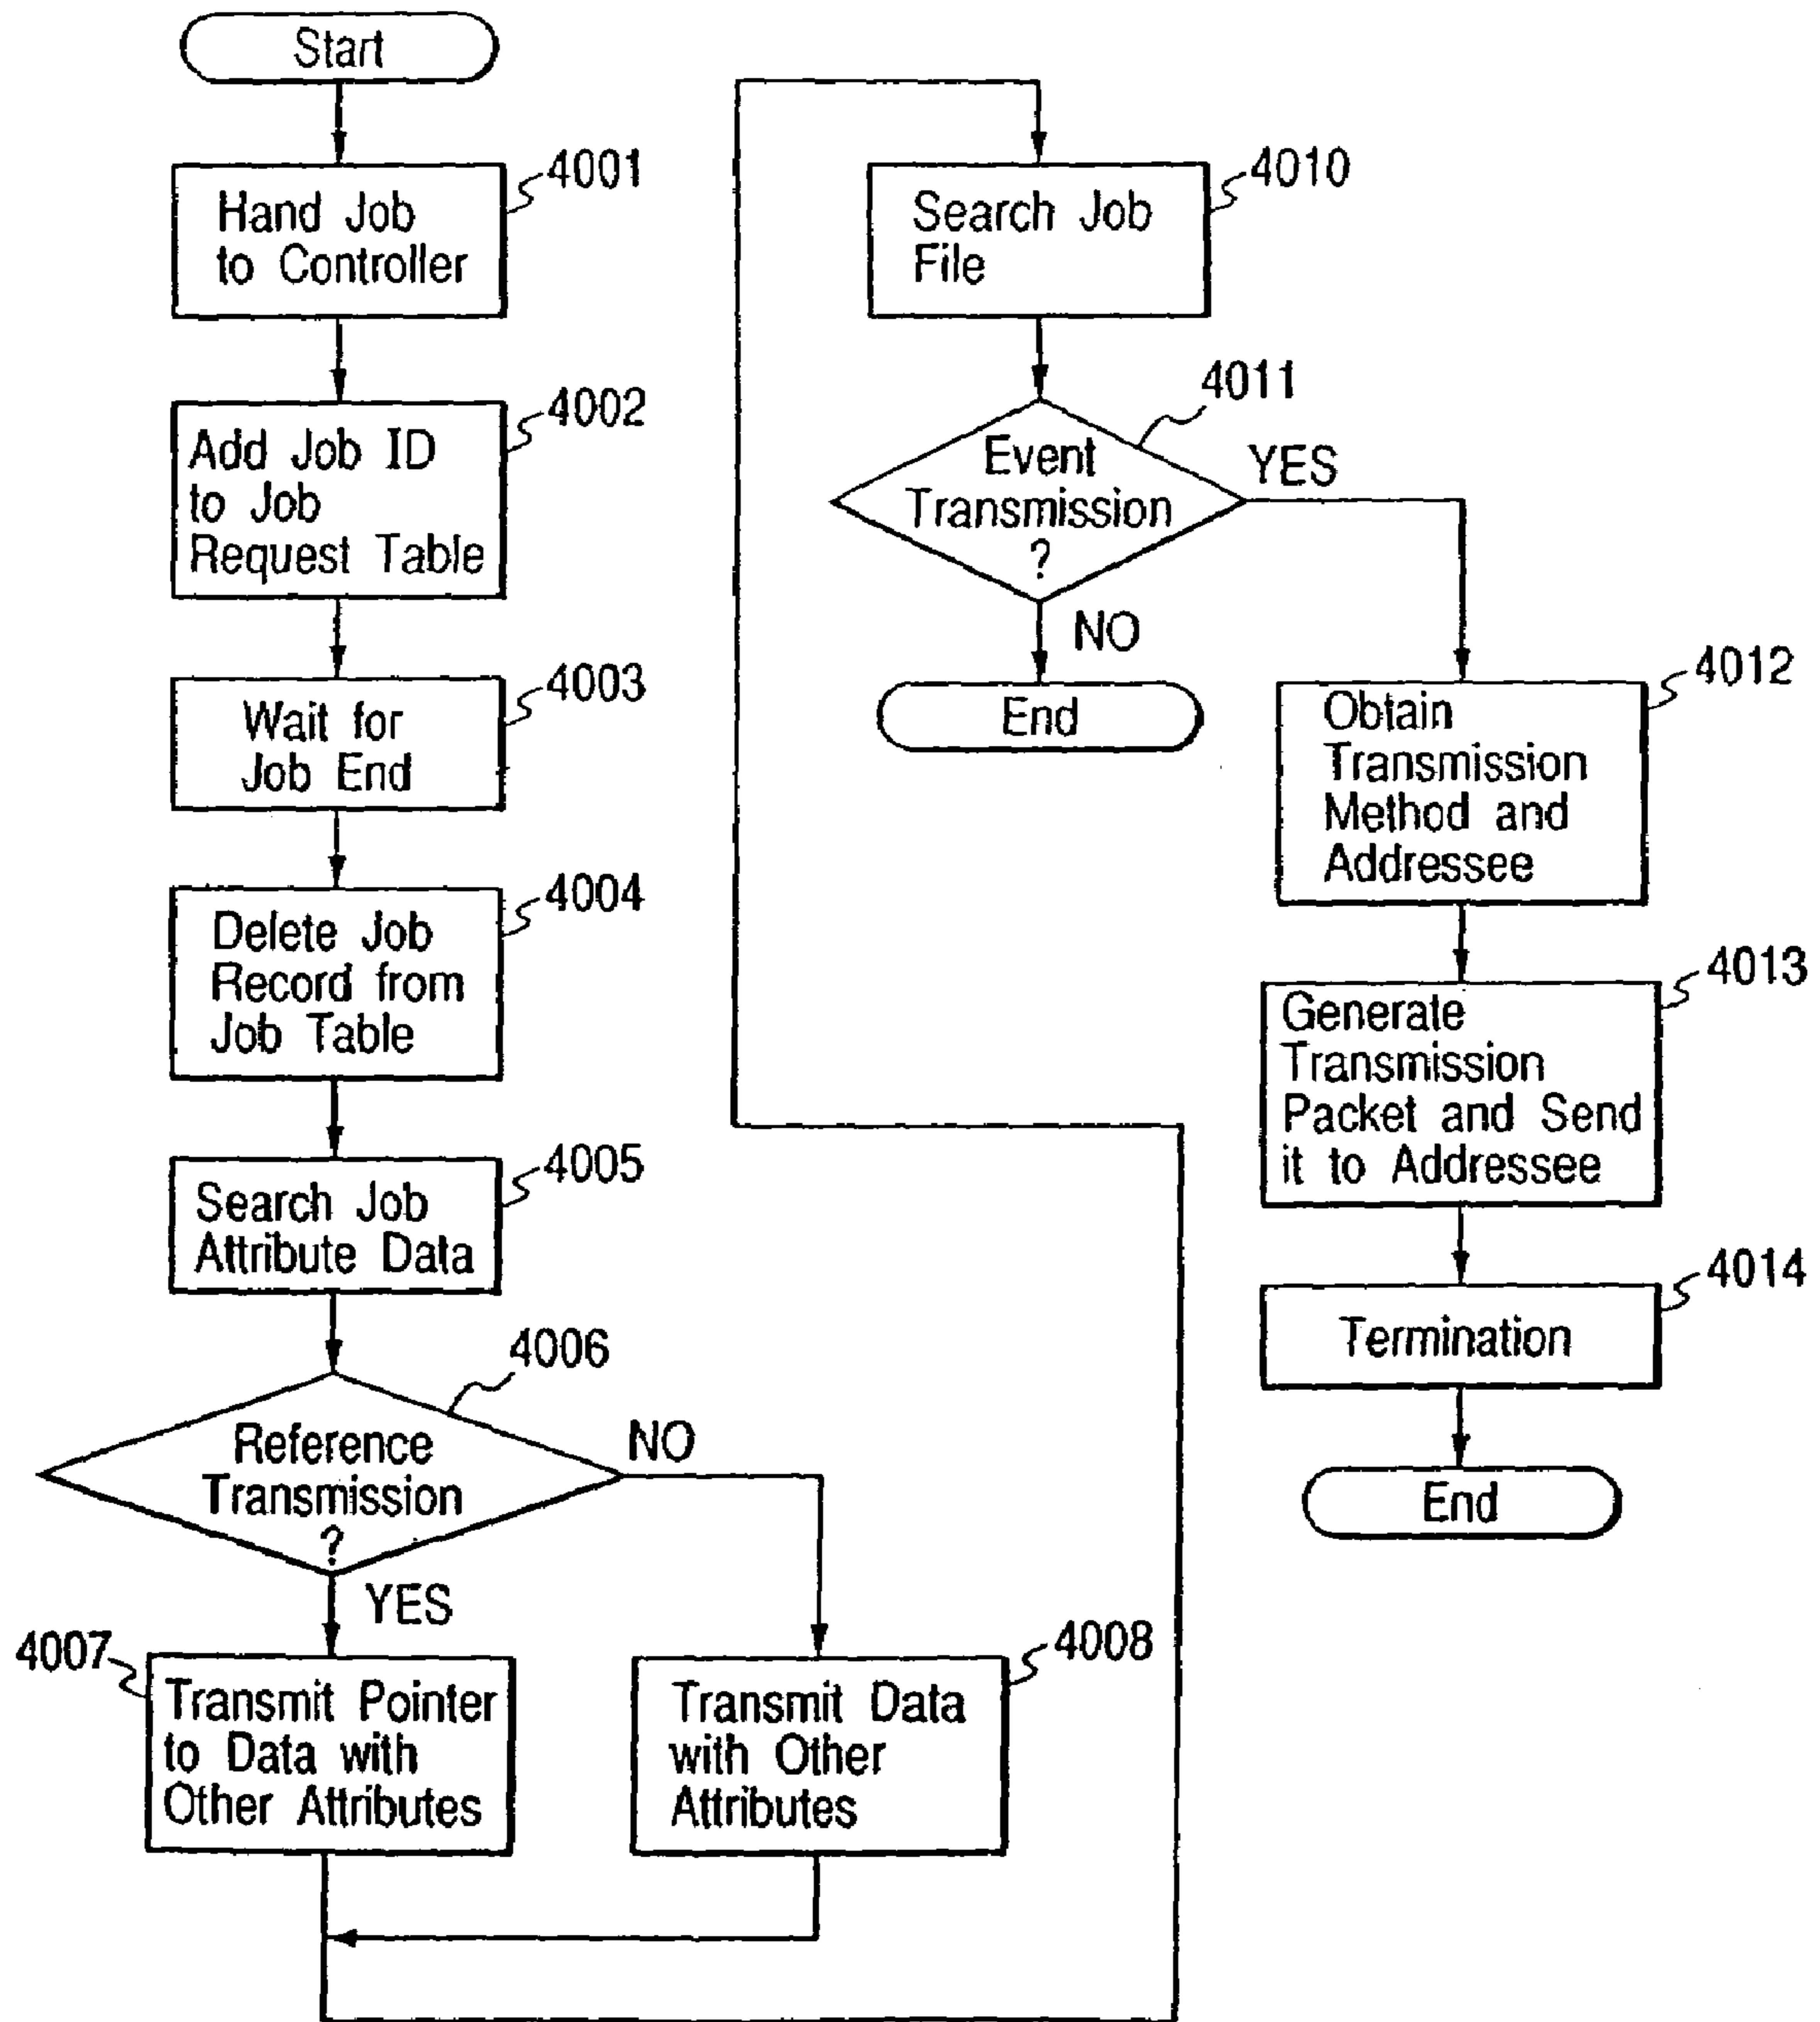 Start
4001
Hand Job
to Controller
4002
Add Job ID
to Job
Request Table
4003
Wait for
Job End
4004
Delete Job
Record from
Job Table
4005
Search Job
Attribute Data
4006
Reference
Transmission
?
NO
YES
4007
Transmit Pointer
to Data with
Other Attributes
4008
Transmit Data
with Other
Attributes
4010
Search Job
File
4011
Event
Transmission
?
YES
NO
End
4012
Obtain
Transmission
Method and
Addressee
4013
Generate
Transmission
Packet and Send
it to Addressee
4014
Termination
End